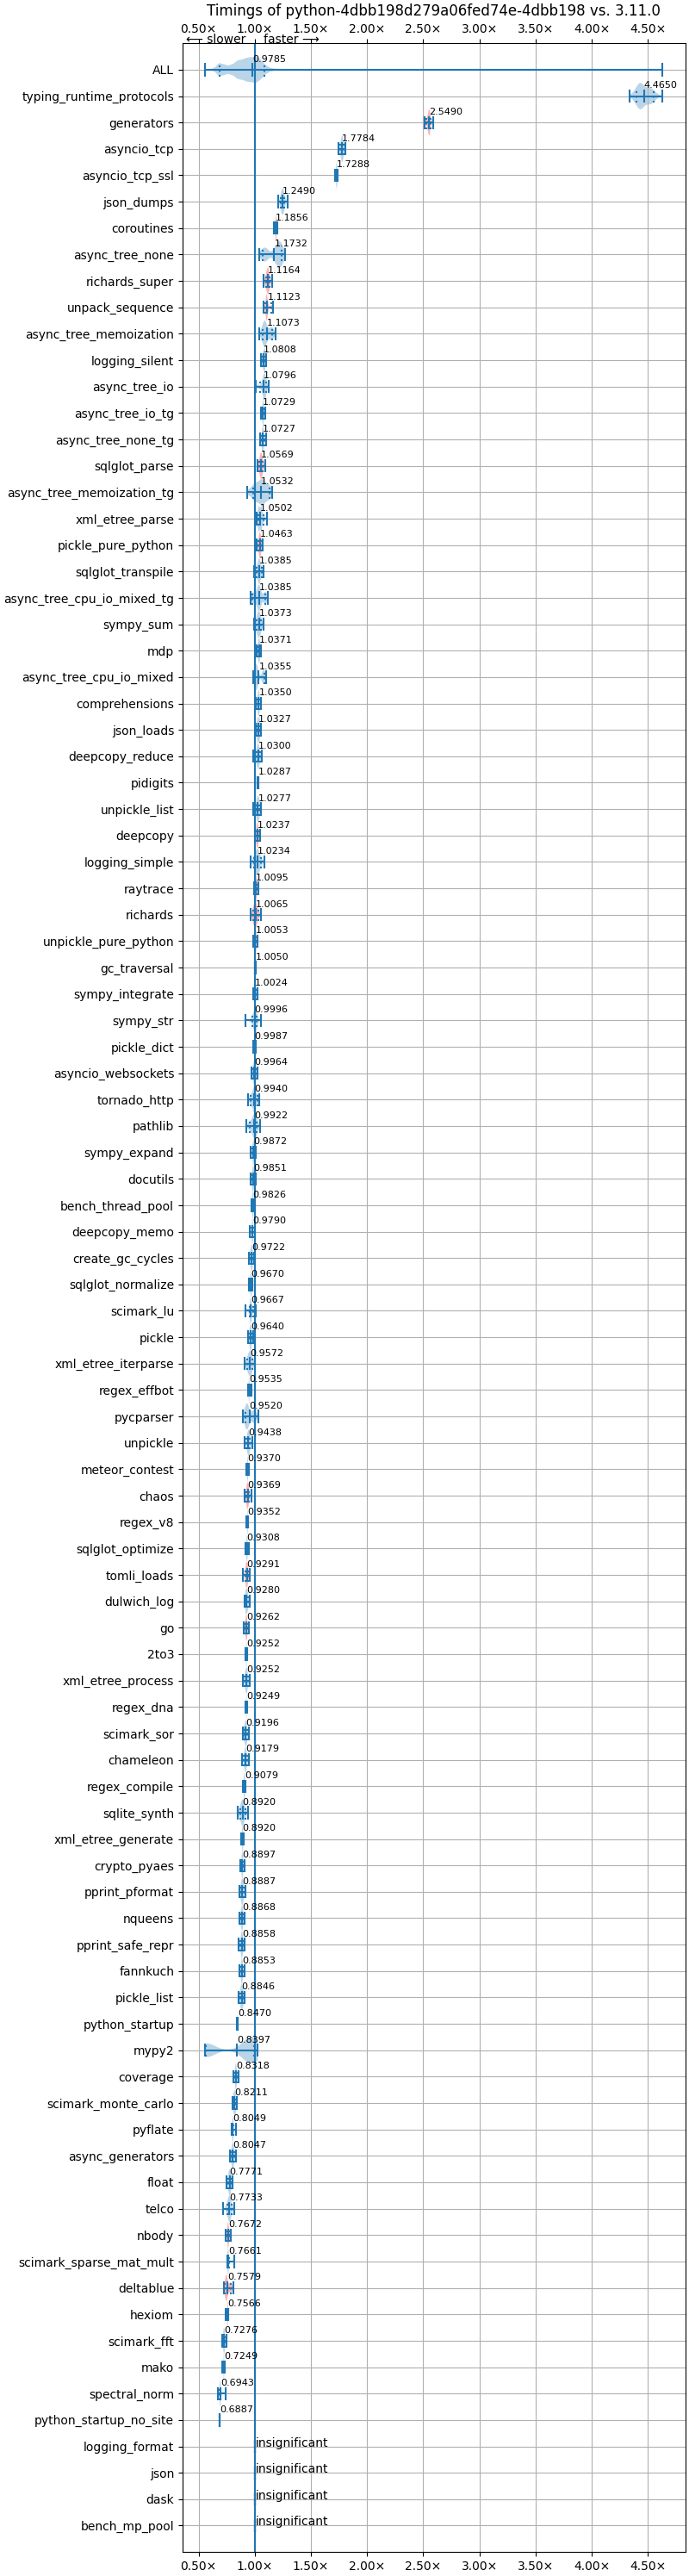 Timings of python-4dbb198d279a06fed74e-4dbb198 vs. 3.11.0
0.50× 1.00× 1.50× 2.00× 2.50× 3.00× 3.50× 4.00× 4.50×
⟵ slower faster ⟶
ALL 0.9785
typing_runtime_protocols 4.4650
generators 2.5490
asyncio_tcp 1.7784
asyncio_tcp_ssl 1.7288
json_dumps 1.2490
coroutines 1.1856
async_tree_none 1.1732
richards_super 1.1164
unpack_sequence 1.1123
async_tree_memoization 1.1073
logging_silent 1.0808
async_tree_io 1.0796
async_tree_io_tg 1.0729
async_tree_none_tg 1.0727
sqlglot_parse 1.0569
async_tree_memoization_tg 1.0532
xml_etree_parse 1.0502
pickle_pure_python 1.0463
sqlglot_transpile 1.0385
async_tree_cpu_io_mixed_tg 1.0385
sympy_sum 1.0373
mdp 1.0371
async_tree_cpu_io_mixed 1.0355
comprehensions 1.0350
json_loads 1.0327
deepcopy_reduce 1.0300
pidigits 1.0287
unpickle_list 1.0277
deepcopy 1.0237
logging_simple 1.0234
raytrace 1.0095
richards 1.0065
unpickle_pure_python 1.0053
gc_traversal 1.0050
sympy_integrate 1.0024
sympy_str 0.9996
pickle_dict 0.9987
asyncio_websockets 0.9964
tornado_http 0.9940
pathlib 0.9922
sympy_expand 0.9872
docutils 0.9851
bench_thread_pool 0.9826
deepcopy_memo 0.9790
create_gc_cycles 0.9722
sqlglot_normalize 0.9670
scimark_lu 0.9667
pickle 0.9640
xml_etree_iterparse 0.9572
regex_effbot 0.9535
pycparser 0.9520
unpickle 0.9438
meteor_contest 0.9370
chaos 0.9369
regex_v8 0.9352
sqlglot_optimize 0.9308
tomli_loads 0.9291
dulwich_log 0.9280
go 0.9262
2to3 0.9252
xml_etree_process 0.9252
regex_dna 0.9249
scimark_sor 0.9196
chameleon 0.9179
regex_compile 0.9079
sqlite_synth 0.8920
xml_etree_generate 0.8920
crypto_pyaes 0.8897
pprint_pformat 0.8887
nqueens 0.8868
pprint_safe_repr 0.8858
fannkuch 0.8853
pickle_list 0.8846
python_startup 0.8470
mypy2 0.8397
coverage 0.8318
scimark_monte_carlo 0.8211
pyflate 0.8049
async_generators 0.8047
float 0.7771
telco 0.7733
nbody 0.7672
scimark_sparse_mat_mult 0.7661
deltablue 0.7579
hexiom 0.7566
scimark_fft 0.7276
mako 0.7249
spectral_norm 0.6943
python_startup_no_site 0.6887
logging_format insignificant
json insignificant
dask insignificant
bench_mp_pool insignificant
0.50× 1.00× 1.50× 2.00× 2.50× 3.00× 3.50× 4.00× 4.50×